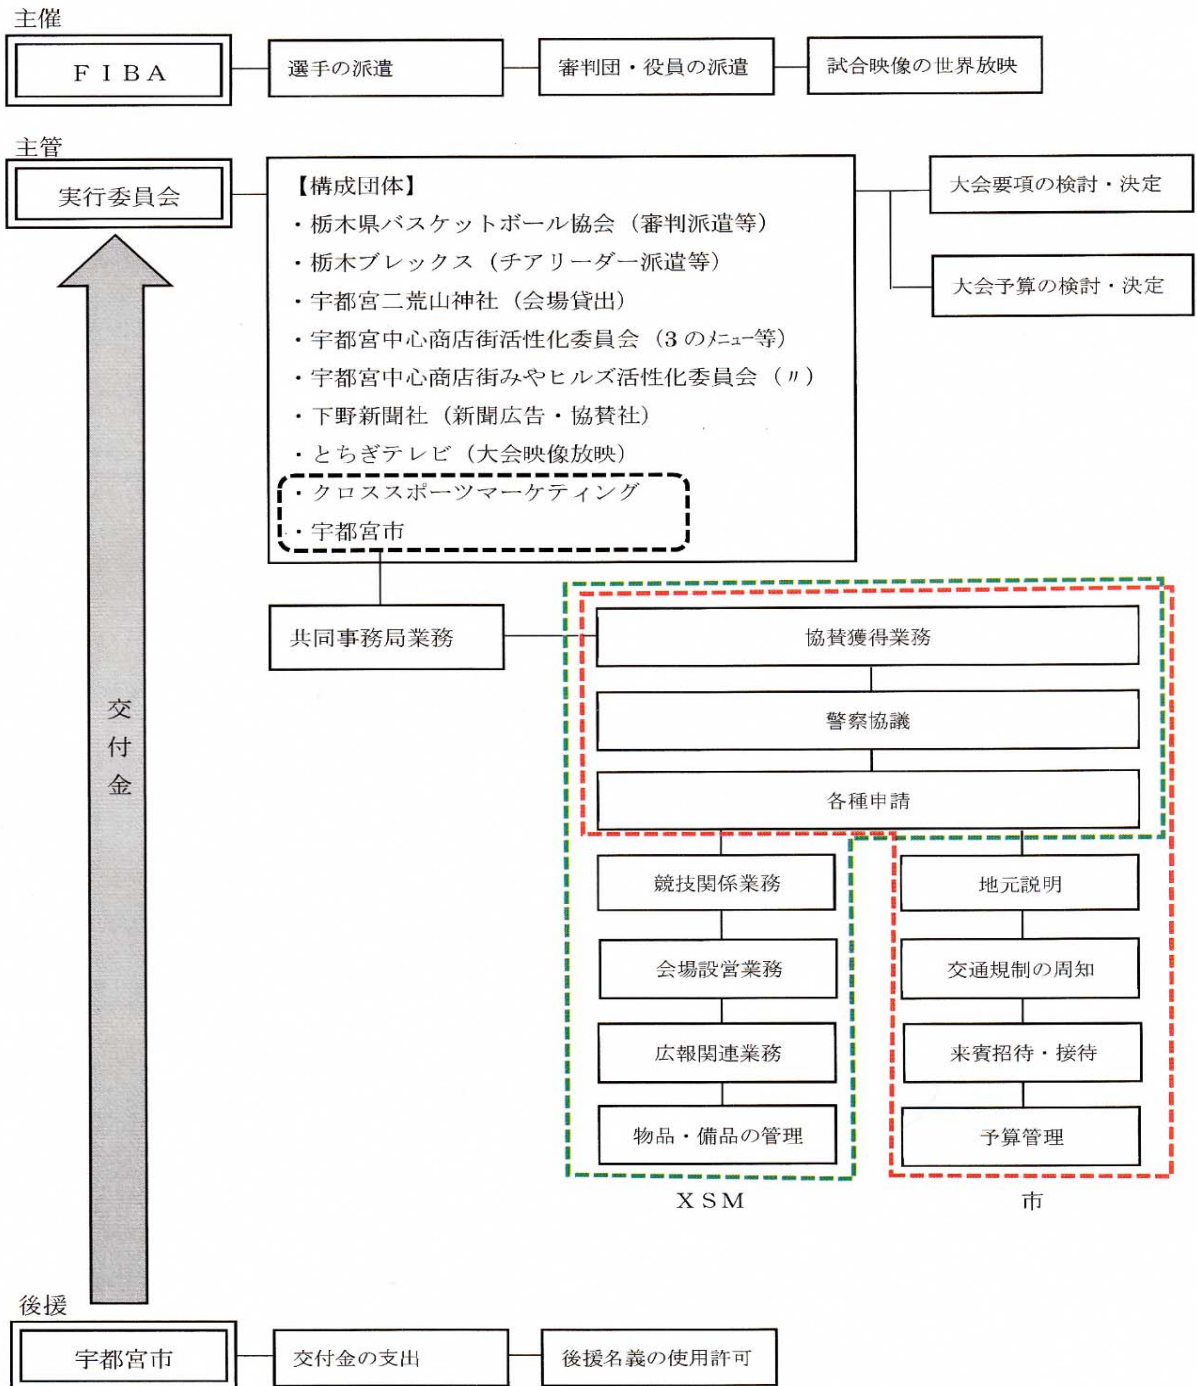 主催
ＦＩＢＡ
選手の派遣
審判団・役員の派遣
試合映像の世界放映
主管
実行委員会
【構成団体】
・栃木県バスケットボール協会（審判派遣等）
・栃木ブレックス（チアリーダー派遣等）
・宇都宮二荒山神社（会場貸出）
・宇都宮中心商店街活性化委員会（3のﾒﾆｭｰ等）
・宇都宮中心商店街みやヒルズ活性化委員会（〃）
・下野新聞社（新聞広告・協賛社）
・とちぎテレビ（大会映像放映）
・クロススポーツマーケティング
・宇都宮市
大会要項の検討・決定
大会予算の検討・決定
共同事務局業務
協賛獲得業務
警察協議
各種申請
競技関係業務
会場設営業務
広報関連業務
物品・備品の管理
ＸＳＭ
地元説明
交通規制の周知
来賓招待・接待
予算管理
市
交付金
後援
宇都宮市
交付金の支出
後援名義の使用許可